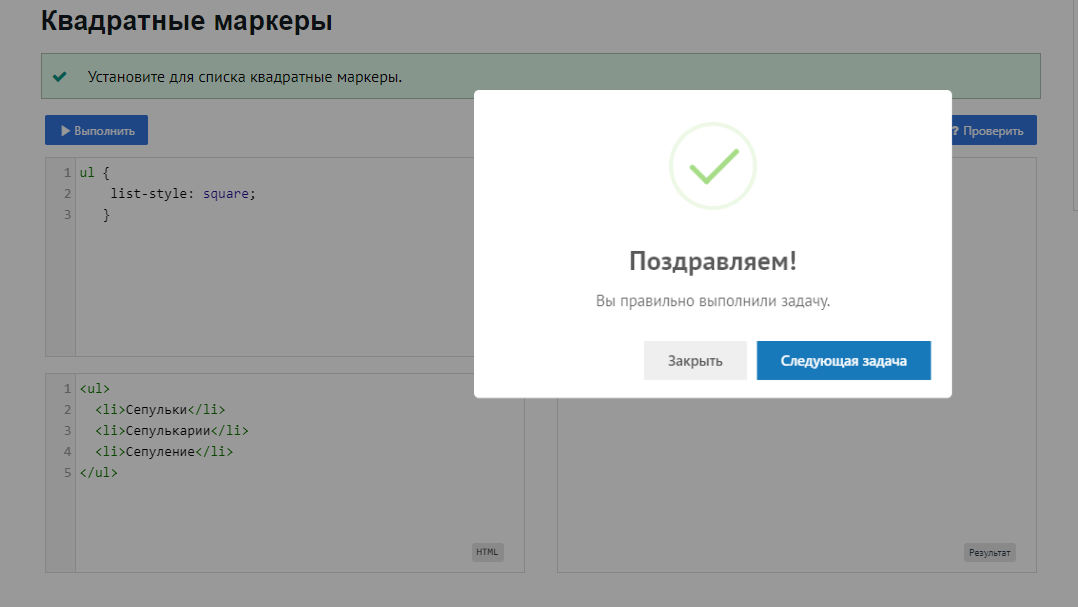 Квадратные маркеры
Установите для списка квадратные маркеры.
Выполнить
? Проверить
1 ul {
2 list-style: square;
3 }
Поздравляем!
Вы правильно выполнили задачу.
Закрыть
Следующая задача
1 <ul>
2 <li>Сепульки</li>
3 <li>Сепулькарии</li>
4 <li>Сепуление</li>
5 </ul>
HTML
Результат